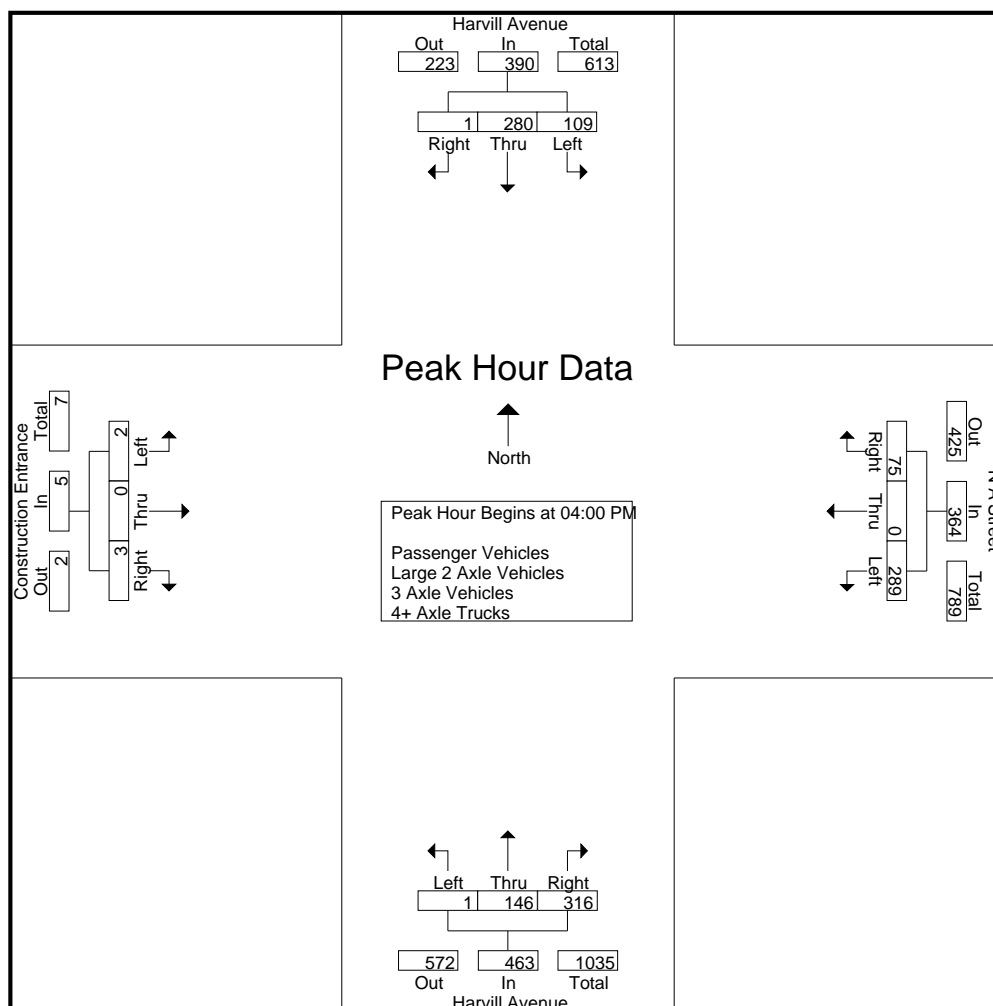 Harvill Avenue
Out In Total
223 390 613
1 280 109
Right Thru Left
Peak Hour Data
North
Peak Hour Begins at 04:00 PM
Passenger Vehicles
Large 2 Axle Vehicles
3 Axle Vehicles
4+ Axle Trucks
Construction Entrance
Out In Total
2 5 7
Right Thru Left
3 0 2
N A Street
Out In Total
425 364 789
75 0 289
Right Thru Left
Left Thru Right
1 146 316
572 463 1035
Out In Total
Harvill Avenue